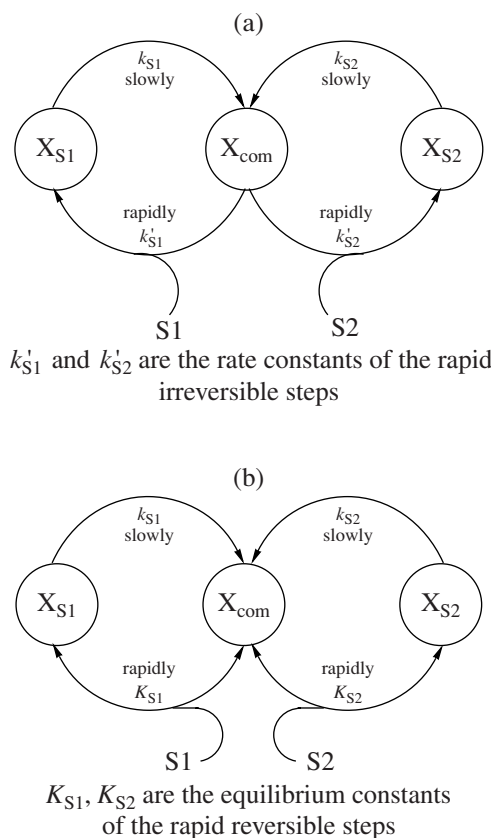 (a)
k_S1 k_S2
slowly slowly
X_S1 X_com X_S2
rapidly rapidly
k'_S1 k'_S2
S1 S2
k'_S1 and k'_S2 are the rate constants of the rapid
irreversible steps
(b)
k_S1 k_S2
slowly slowly
X_S1 X_com X_S2
rapidly rapidly
K_S1 K_S2
S1 S2
K_S1, K_S2 are the equilibrium constants
of the rapid reversible steps